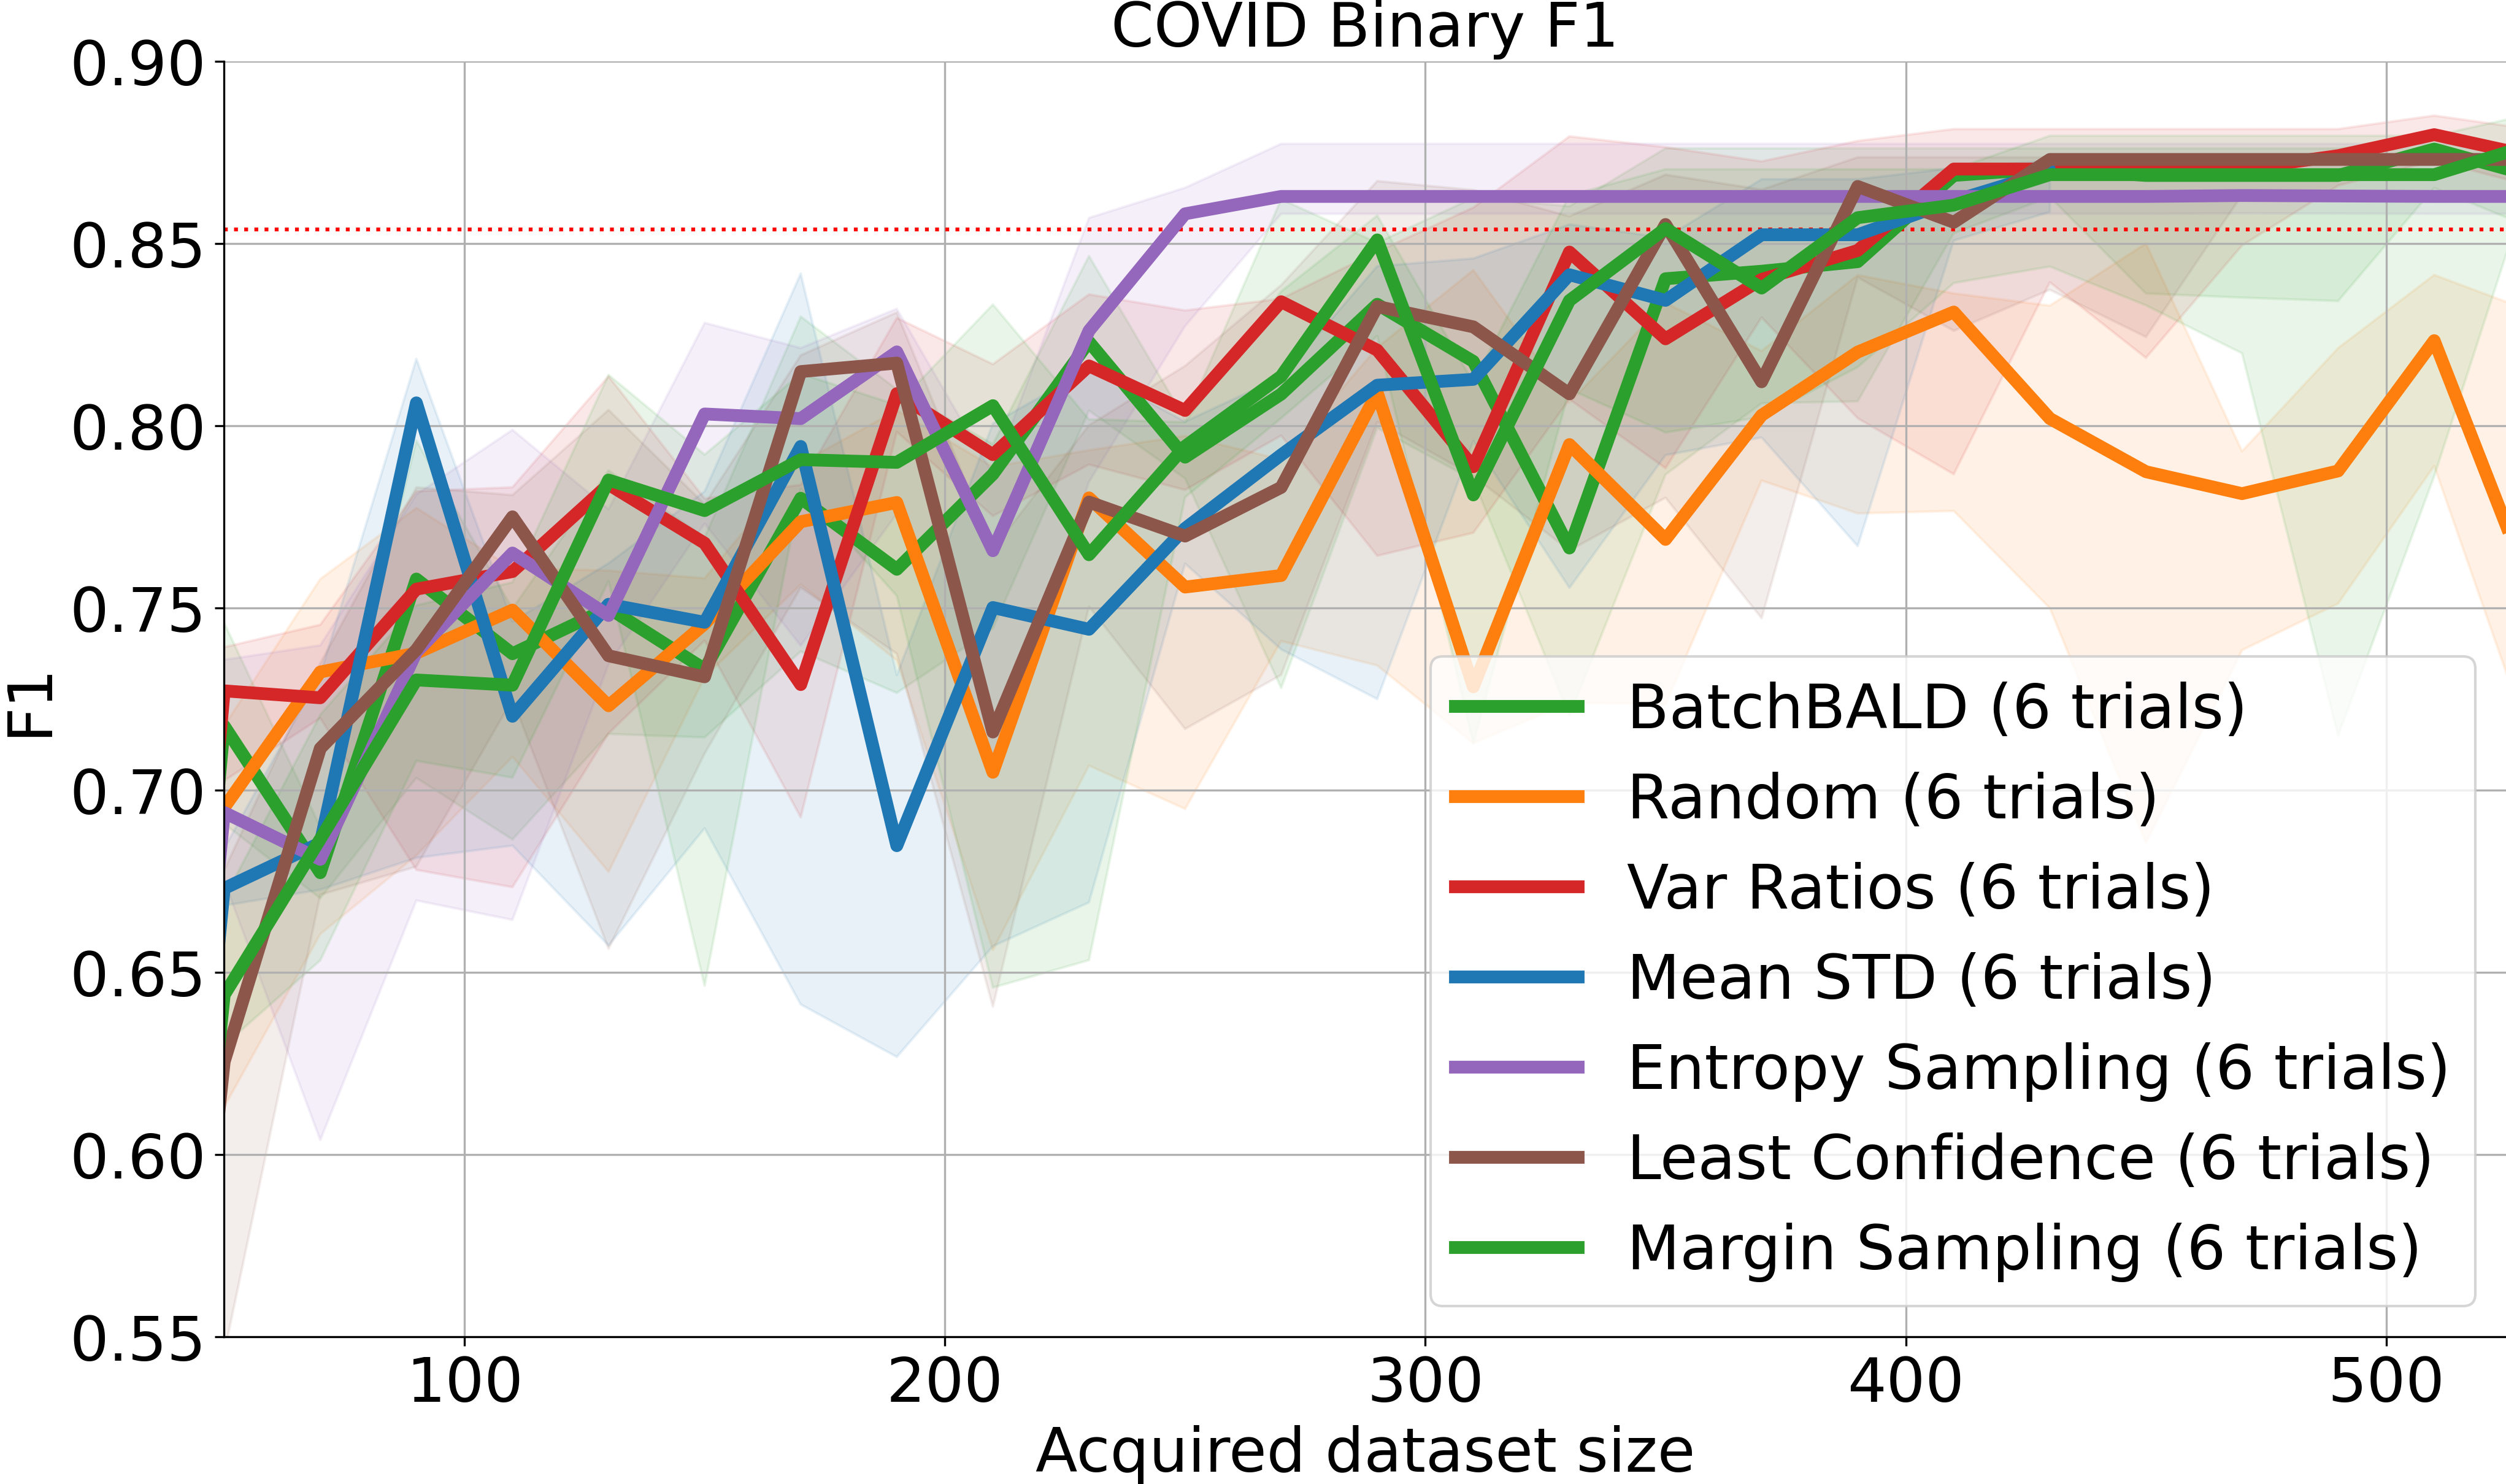 COVID Binary F1
0.90
0.85
0.80
0.75
0.70
0.65
0.60
0.55
F1
BatchBALD (6 trials)
Random (6 trials)
Var Ratios (6 trials)
Mean STD (6 trials)
Entropy Sampling (6 trials)
Least Confidence (6 trials)
Margin Sampling (6 trials)
100 200 300 400 500
Acquired dataset size